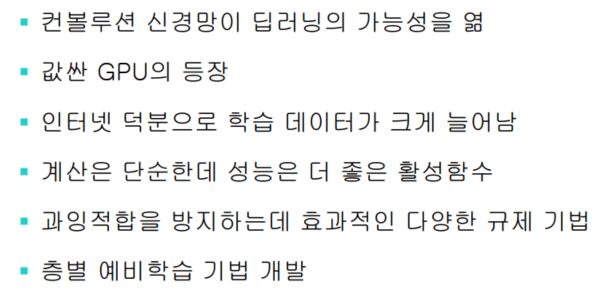 ▪ 컨볼루션 신경망이 딥러닝의 가능성을 엶
▪ 값싼 GPU의 등장
▪ 인터넷 덕분으로 학습 데이터가 크게 늘어남
▪ 계산은 단순한데 성능은 더 좋은 활성함수
▪ 과잉적합을 방지하는데 효과적인 다양한 규제 기법
▪ 층별 예비학습 기법 개발